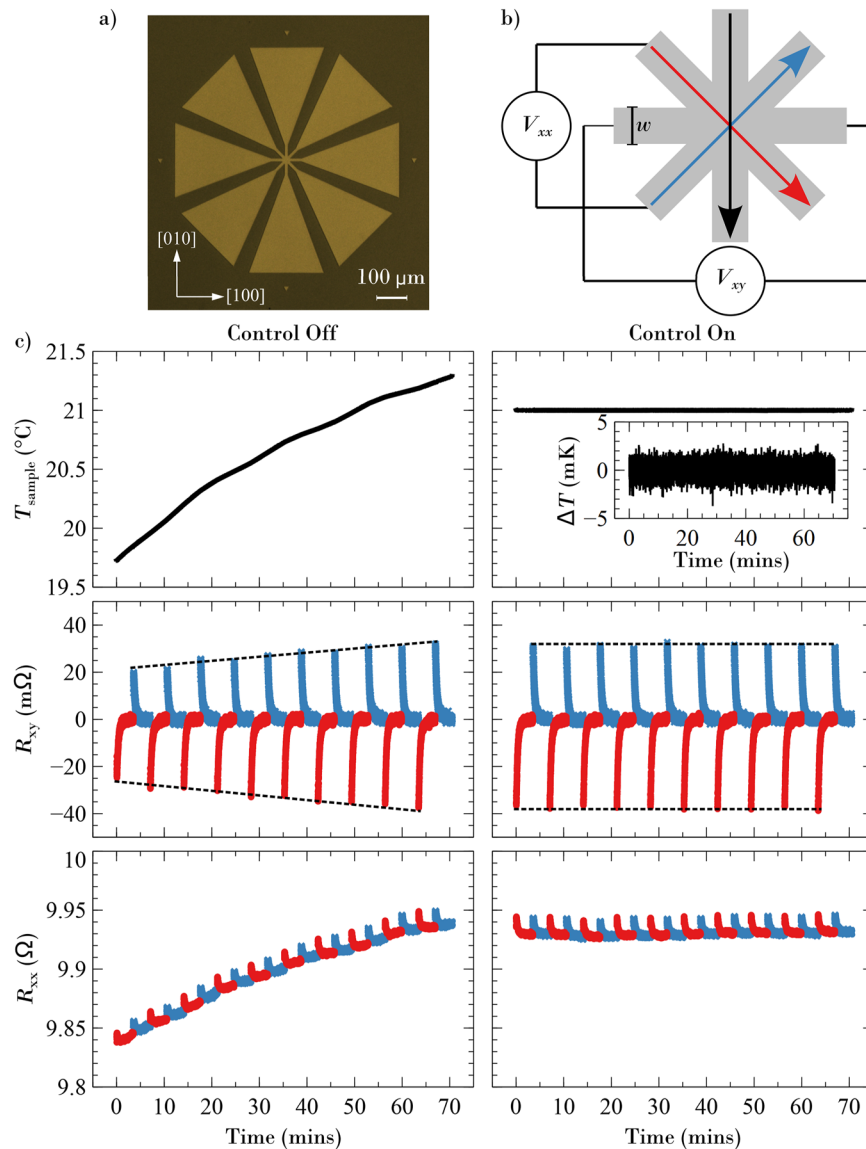 a)
[010]
[100]
100 μm
b)
V_xx
w
V_xy
c)
Control Off
Control On
21.5
21
20.5
20
19.5
T_sample (°C)
5
0
−5
ΔT (mK)
0 20 40 60
Time (mins)
40
20
0
−20
−40
R_xy (mΩ)
10
9.95
9.9
9.85
9.8
R_xx (Ω)
0 10 20 30 40 50 60 70
0 10 20 30 40 50 60 70
Time (mins)
Time (mins)